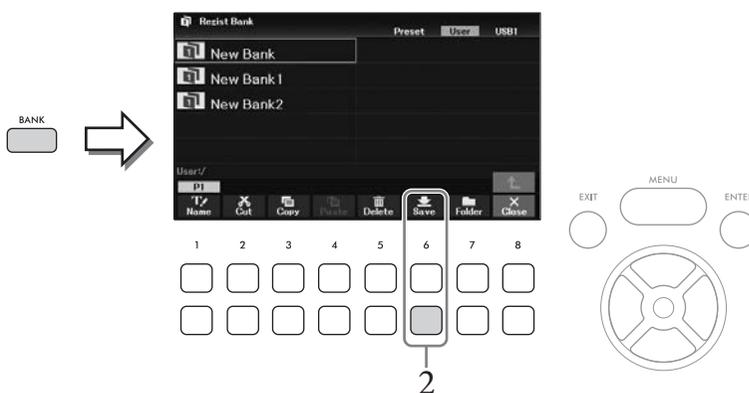 Regist Bank
Preset User USB1
New Bank
New Bank1
New Bank2
BANK
User:/
P1
Name Cut Copy Paste Delete Save Folder Close
EXIT MENU ENTE
1 2 3 4 5 6 7 8
2